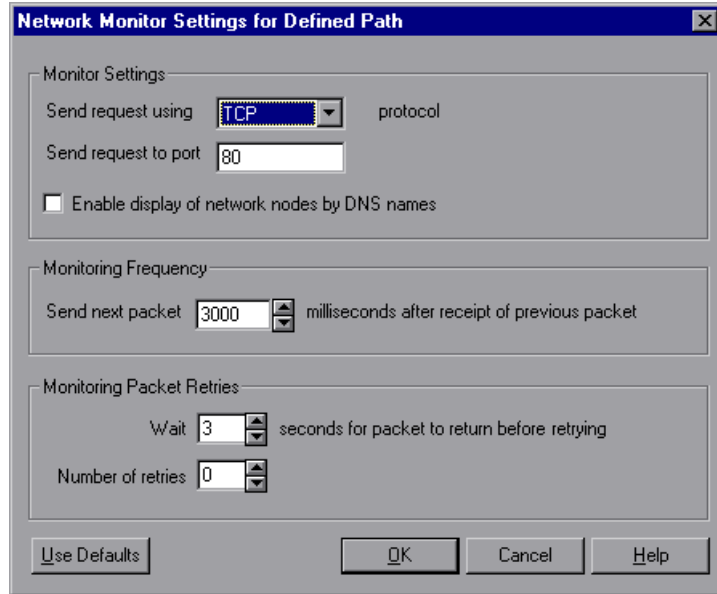 Network Monitor Settings for Defined Path
Monitor Settings
Send request using TCP protocol
Send request to port 80
Enable display of network nodes by DNS names
Monitoring Frequency
Send next packet 3000 milliseconds after receipt of previous packet
Monitoring Packet Retries
Wait 3 seconds for packet to return before retrying
Number of retries 0
Use Defaults OK Cancel Help